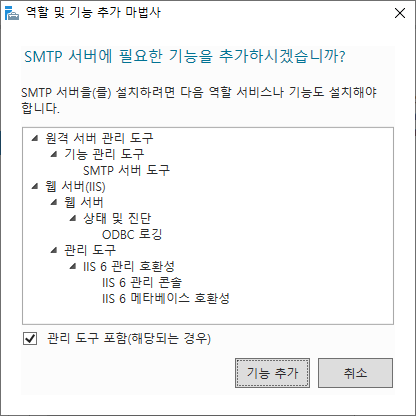 역할 및 기능 추가 마법사
SMTP 서버에 필요한 기능을 추가하시겠습니까?
SMTP 서버을(를) 설치하려면 다음 역할 서비스나 기능도 설치해야
합니다.
원격 서버 관리 도구
기능 관리 도구
SMTP 서버 도구
웹 서버(IIS)
웹 서버
상태 및 진단
ODBC 로깅
관리 도구
IIS 6 관리 호환성
IIS 6 관리 콘솔
IIS 6 메타베이스 호환성
관리 도구 포함(해당되는 경우)
기능 추가
취소